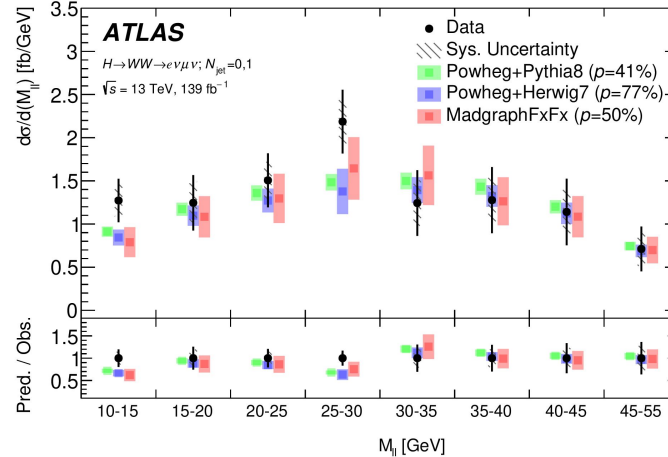 ATLAS
H→WW→eνμν; N_jet=0,1
√s = 13 TeV, 139 fb⁻¹
Data
Sys. Uncertainty
Powheg+Pythia8 (p=41%)
Powheg+Herwig7 (p=77%)
MadgraphFxFx (p=50%)
dσ/d(M_ll) [fb/GeV]
3.5
3
2.5
2
1.5
1
0.5
0
Pred. / Obs.
1.5
1
0.5
10-15 15-20 20-25 25-30 30-35 35-40 40-45 45-55
M_ll [GeV]